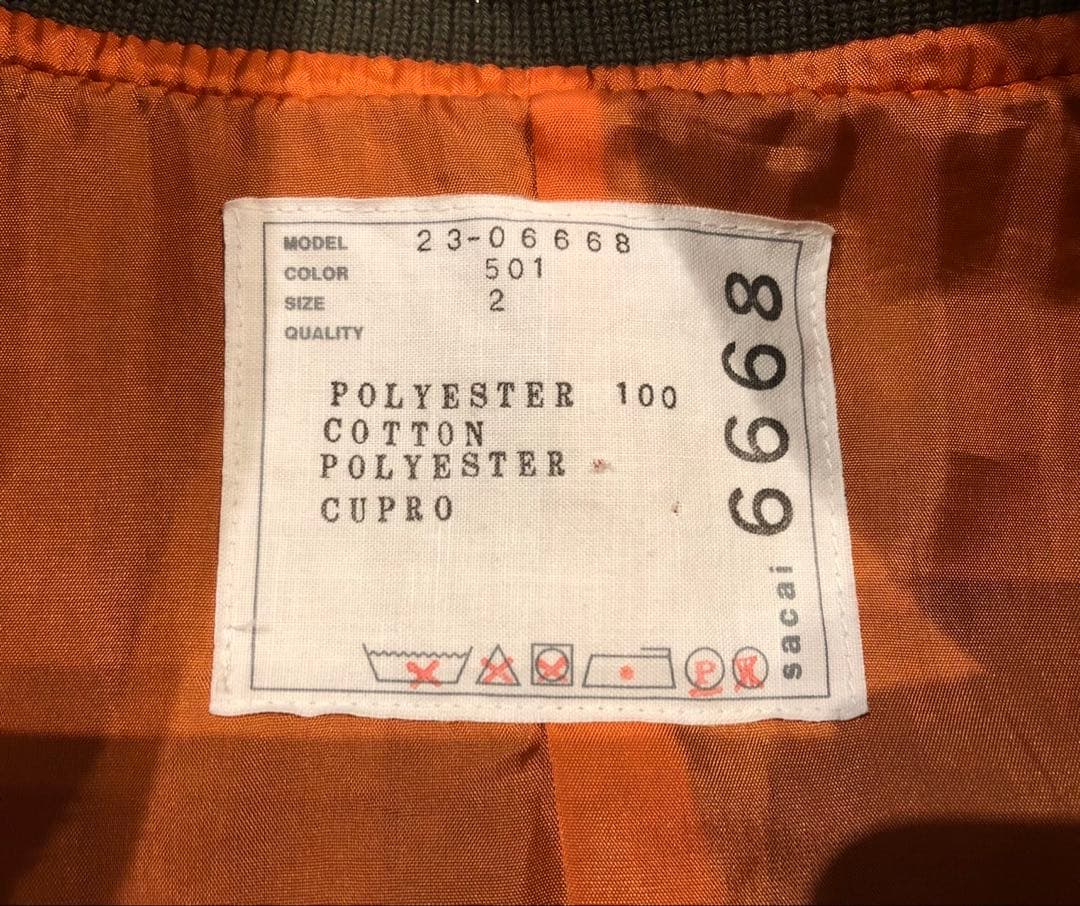 MODEL 23-06668
COLOR 501
SIZE 2
QUALITY
POLYESTER 100
COTTON
POLYESTER
CUPRO
P
W
sacai 6668